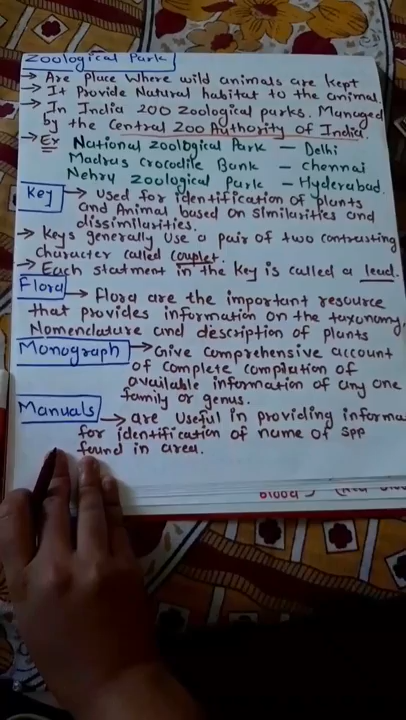 Zoological Park
→ Are Place Where wild animals are kept
→ It Provide Natural habitat to the animal.
→ In India 200 Zoological parks. Managed
by the Central Zoo Authority of India.
→ Ex National Zoological Park – Delhi
Madras Crocodile Bank – Chennai
Nehru Zoological Park – Hyderabad.
Key → Used for identification of plants
and Animal based on similarities and
dissimilarities.
→ Keys generally Use a pair of two contrasting
Character called couplet.
→ Each statment in the Key is called a lead.
Flora → Flora are the important resource
that provides information on the taxonomy,
Nomenclature and description of plants
Monograph → Give comprehensive account
of complete compilation of
available information of any one
family or genus.
Manuals → are Useful in providing informa
for identification of name of spp
found in area.